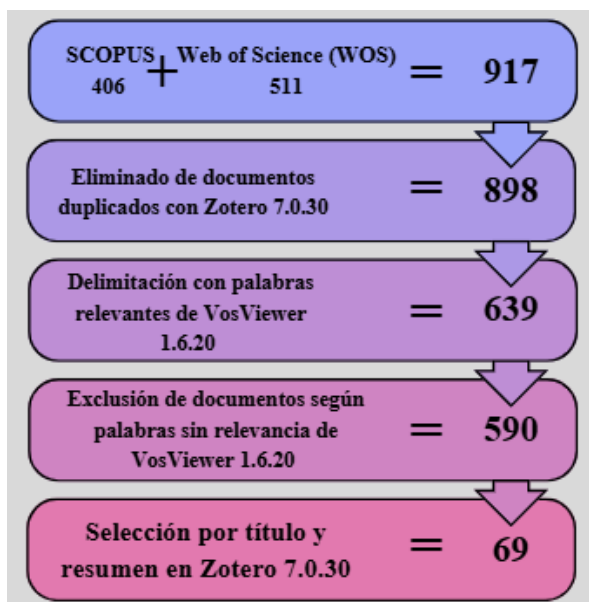 SCOPUS + Web of Science (WOS) = 917
406 511
Eliminado de documentos
duplicados con Zotero 7.0.30 = 898
Delimitación con palabras
relevantes de VosViewer = 639
1.6.20
Exclusión de documentos según
palabras sin relevancia de = 590
VosViewer 1.6.20
Selección por título y
resumen en Zotero 7.0.30 = 69